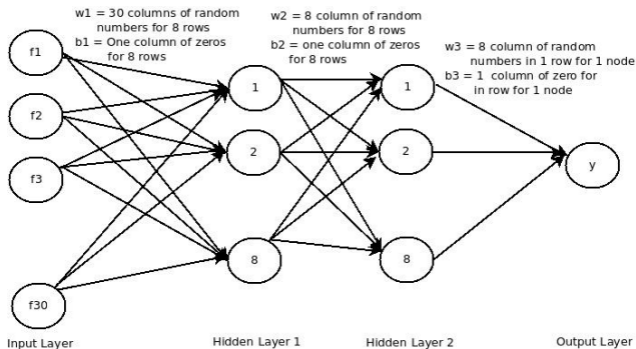 w1 = 30 columns of random
numbers for 8 rows
b1 = One column of zeros
for 8 rows
w2 = 8 column of random
numbers for 8 rows
b2 = one column of zeros
for 8 rows
w3 = 8 column of random
numbers in 1 row for 1 node
b3 = 1 column of zero for
in row for 1 node
f1
f2
f3
f30
1
2
8
1
2
8
y
Input Layer
Hidden Layer 1
Hidden Layer 2
Output Layer